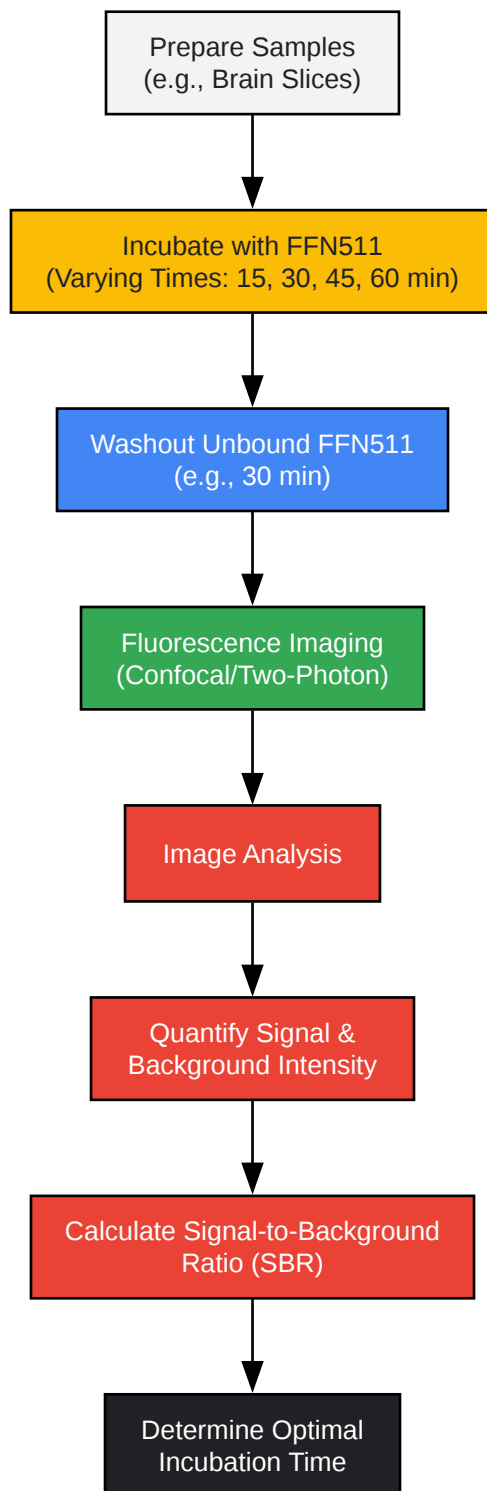 Prepare Samples
(e.g., Brain Slices)
Incubate with FFN511
(Varying Times: 15, 30, 45, 60 min)
Washout Unbound FFN511
(e.g., 30 min)
Fluorescence Imaging
(Confocal/Two-Photon)
Image Analysis
Quantify Signal &
Background Intensity
Calculate Signal-to-Background
Ratio (SBR)
Determine Optimal
Incubation Time